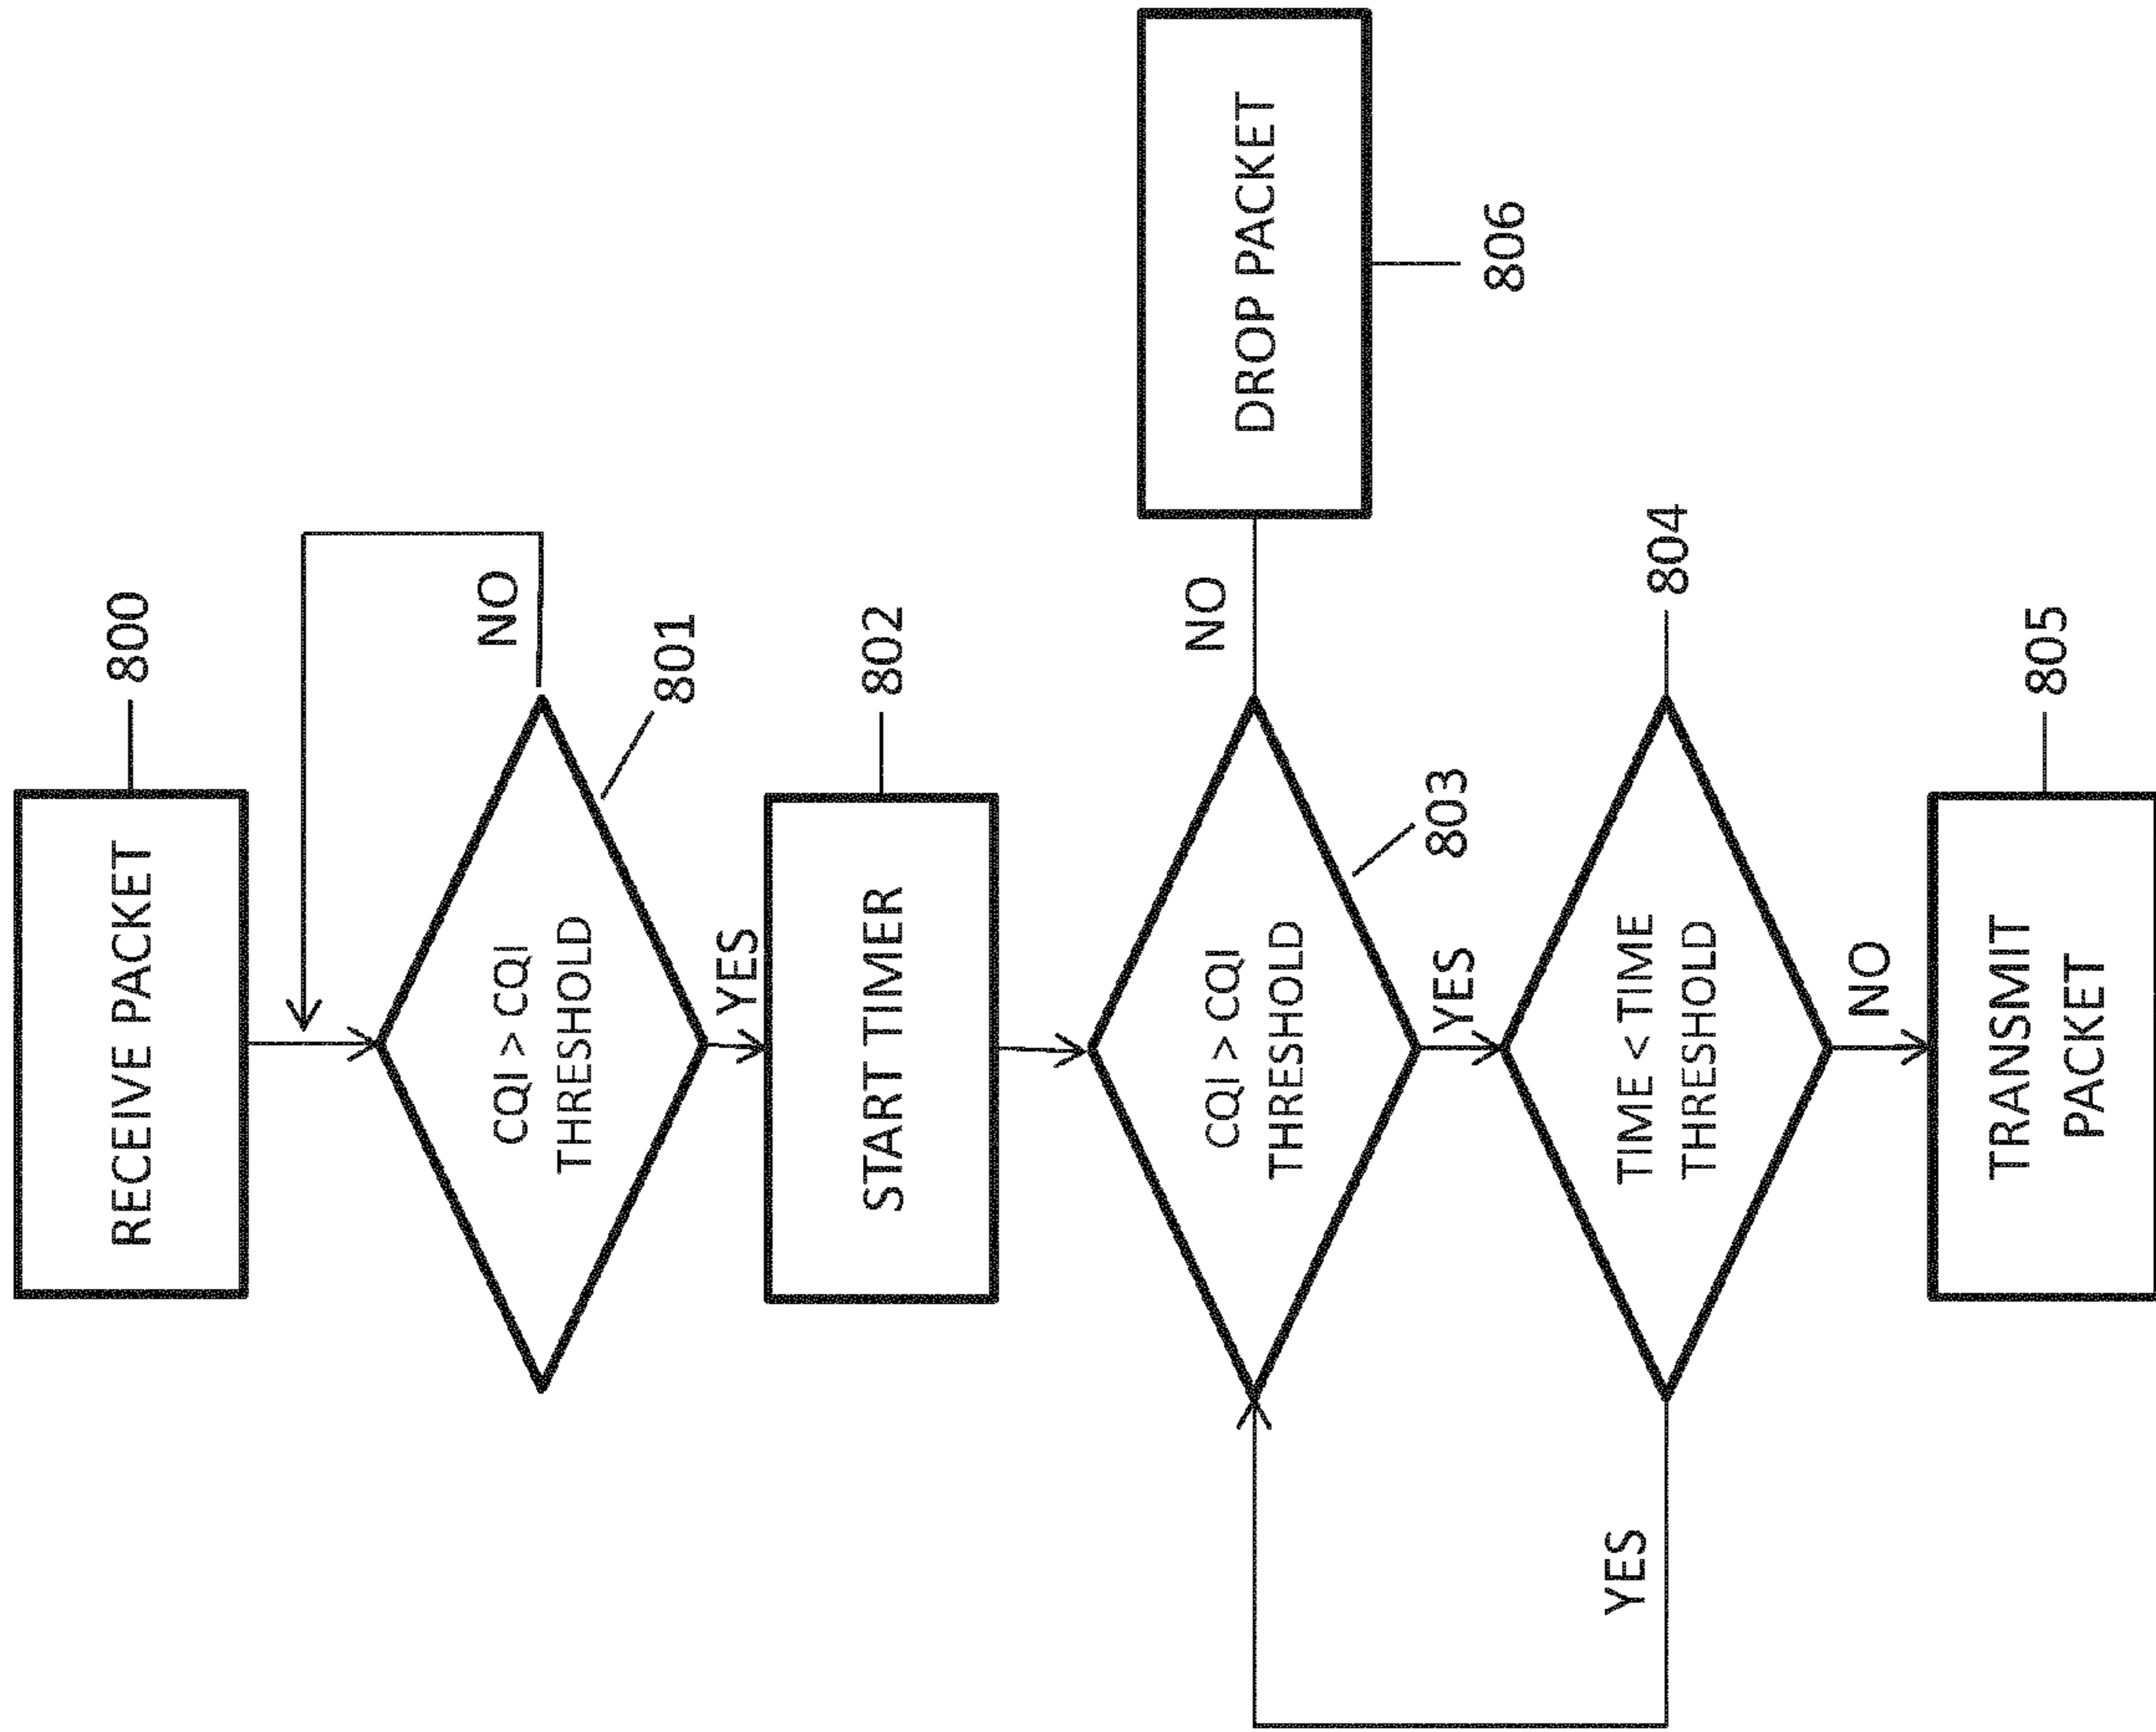 RECEIVE PACKET
800
CQI > CQI
THRESHOLD
NO
801
YES
START TIMER
802
CQI > CQI
THRESHOLD
NO
DROP PACKET
806
803
YES
TIME < TIME
THRESHOLD
804
YES
NO
TRANSMIT
PACKET
805